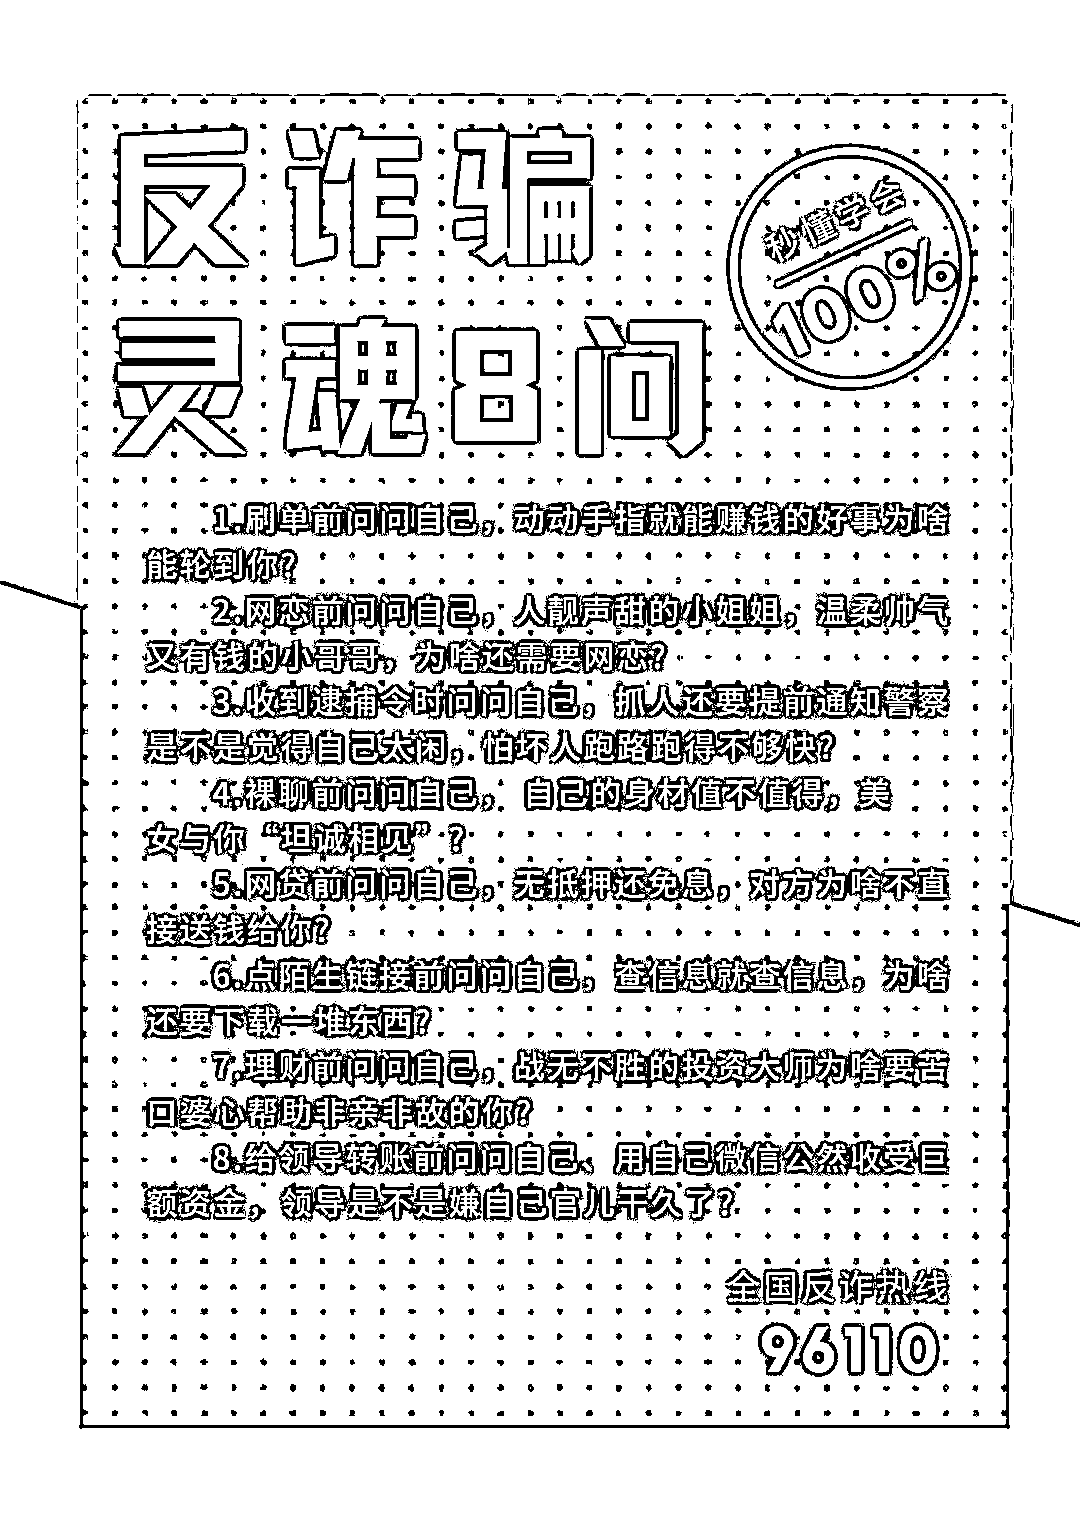 反诈骗
灵魂8问
秒懂学会
100%
1.刷单前问问自己，动动手指就能赚钱的好事为啥
能轮到你？
2.网恋前问问自己，人靓声甜的小姐姐，温柔帅气
又有钱的小哥哥，为啥还需要网恋？
3.收到逮捕令时问问自己，抓人还要提前通知警察
是不是觉得自己太闲，怕坏人跑路跑得不够快？
4.裸聊前问问自己，自己的身材值不值得，美
女与你“坦诚相见”？
5.网贷前问问自己，无抵押还免息，对方为啥不直
接送钱给你？
6.点陌生链接前问问自己，查信息就查信息，为啥
还要下载一堆东西？
7.理财前问问自己，战无不胜的投资大师为啥要苦
口婆心帮助非亲非故的你？
8.给领导转账前问问自己、用自己微信公然收受巨
额资金，领导是不是嫌自己官儿干久了？
全国反诈热线
96110